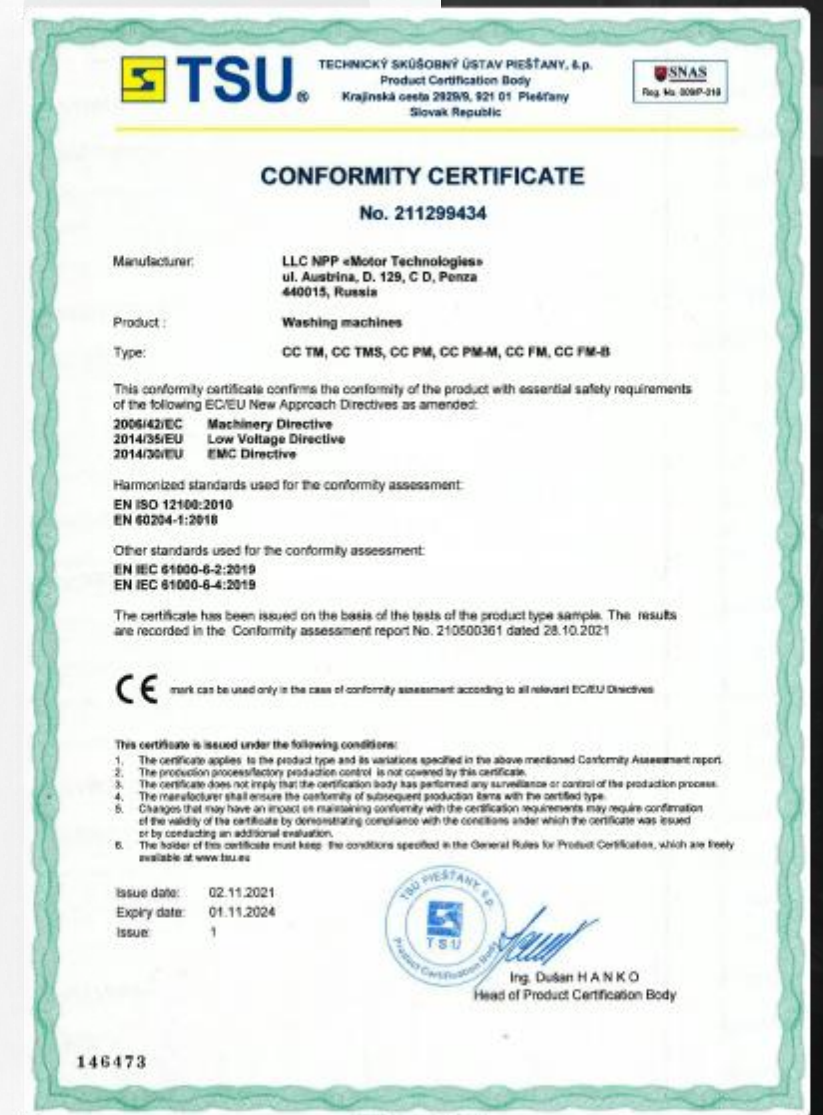 TSU ®
TECHNICKÝ SKÚŠOBNÝ ÚSTAV PIEŠŤANY, š.p.
Product Certification Body
Krajinská cesta 2929/9, 921 01 Piešťany
Slovak Republic
SNAS
Reg. No. 009/P-019
CONFORMITY CERTIFICATE
No. 211299434
Manufacturer: LLC NPP «Motor Technologies»
ul. Austrina, D. 129, C D, Penza
440015, Russia
Product : Washing machines
Type: CC TM, CC TMS, CC PM, CC PM-M, CC FM, CC FM-B
This conformity certificate confirms the conformity of the product with essential safety requirements
of the following EC/EU New Approach Directives as amended:
2006/42/EC Machinery Directive
2014/35/EU Low Voltage Directive
2014/30/EU EMC Directive
Harmonized standards used for the conformity assessment:
EN ISO 12100:2010
EN 60204-1:2018
Other standards used for the conformity assessment:
EN IEC 61000-6-2:2019
EN IEC 61000-6-4:2019
The certificate has been issued on the basis of the tests of the product type sample. The results
are recorded in the Conformity assessment report No. 210500361 dated 28.10.2021
CE mark can be used only in the case of conformity assessment according to all relevant EC/EU Directives
This certificate is issued under the following conditions:
1. The certificate applies to the product type and its variations specified in the above mentioned Conformity Assessment report.
2. The production process/factory production control is not covered by this certificate.
3. The certificate does not imply that the certification body has performed any surveillance or control of the production process.
4. The manufacturer shall ensure the conformity of subsequent production items with the certified type.
5. Changes that may have an impact on maintaining conformity with the certification requirements may require confirmation
of the validity of the certificate by demonstrating compliance with the conditions under which the certificate was issued
or by conducting an additional evaluation.
6. The holder of this certificate must keep the conditions specified in the General Rules for Product Certification, which are freely
available at www.tsu.eu
Issue date: 02.11.2021
Expiry date: 01.11.2024
Issue: 1
TSÚ PIEŠŤANY, š.p.
TSU
Product Certification Body
Ing. Dušan H A N K O
Head of Product Certification Body
146473